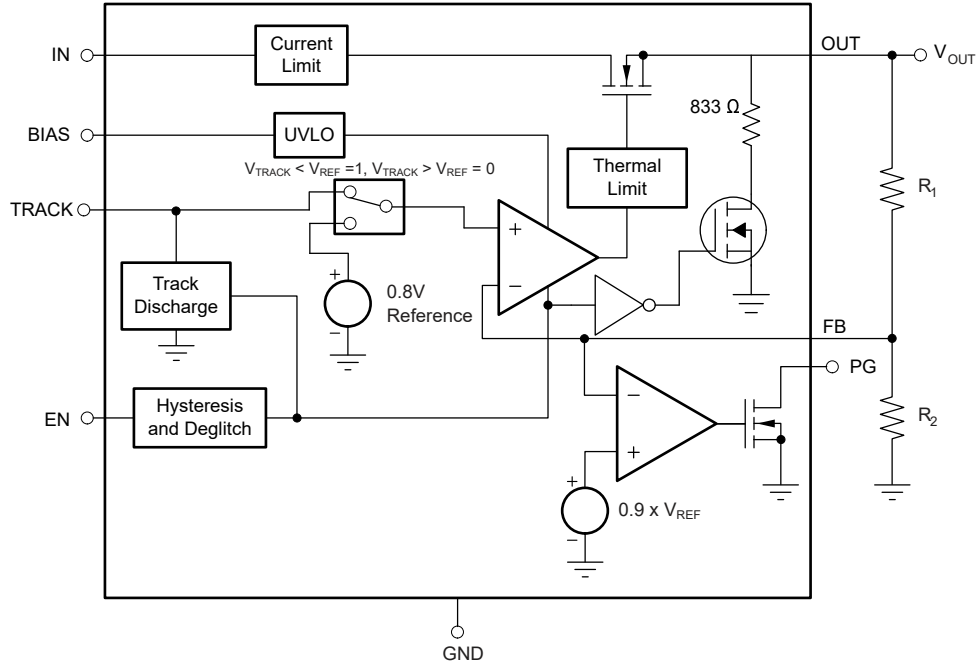 IN
Current
Limit
OUT
V_OUT
833 Ω
BIAS
UVLO
Thermal
Limit
V_TRACK < V_REF =1, V_TRACK > V_REF = 0
TRACK
R_1
+
−
Track
Discharge
+
0.8V
Reference
−
FB
PG
EN
Hysteresis
and Deglitch
−
+
R_2
+
0.9 x V_REF
−
GND